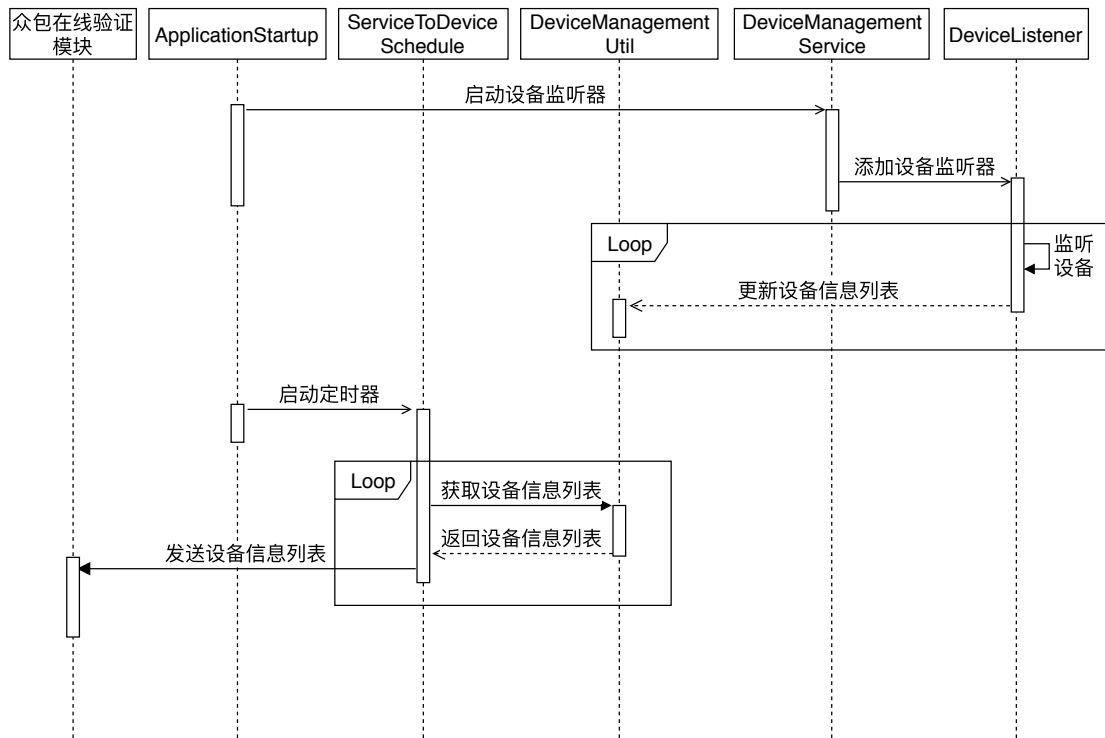 众包在线验证
模块
ApplicationStartup
ServiceToDevice
Schedule
DeviceManagement
Util
DeviceManagement
Service
DeviceListener
启动设备监听器
添加设备监听器
Loop
监听
设备
更新设备信息列表
启动定时器
Loop
获取设备信息列表
返回设备信息列表
发送设备信息列表